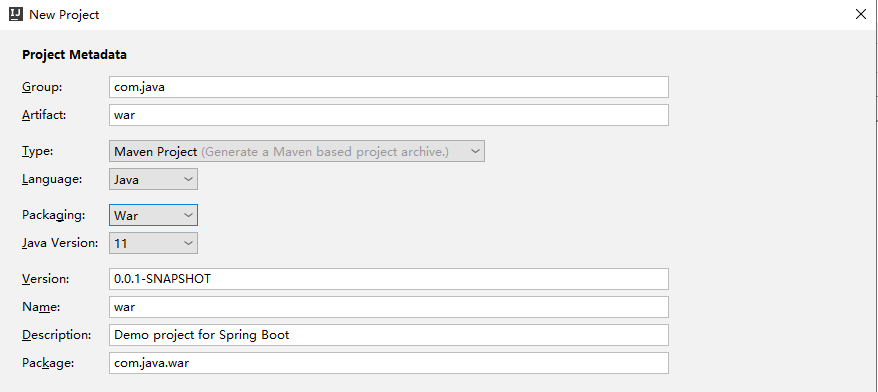 IJ New Project
Project Metadata
Group: com.java
Artifact: war
Type: Maven Project (Generate a Maven based project archive.)
Language: Java
Packaging: War
Java Version: 11
Version: 0.0.1-SNAPSHOT
Name: war
Description: Demo project for Spring Boot
Package: com.java.war